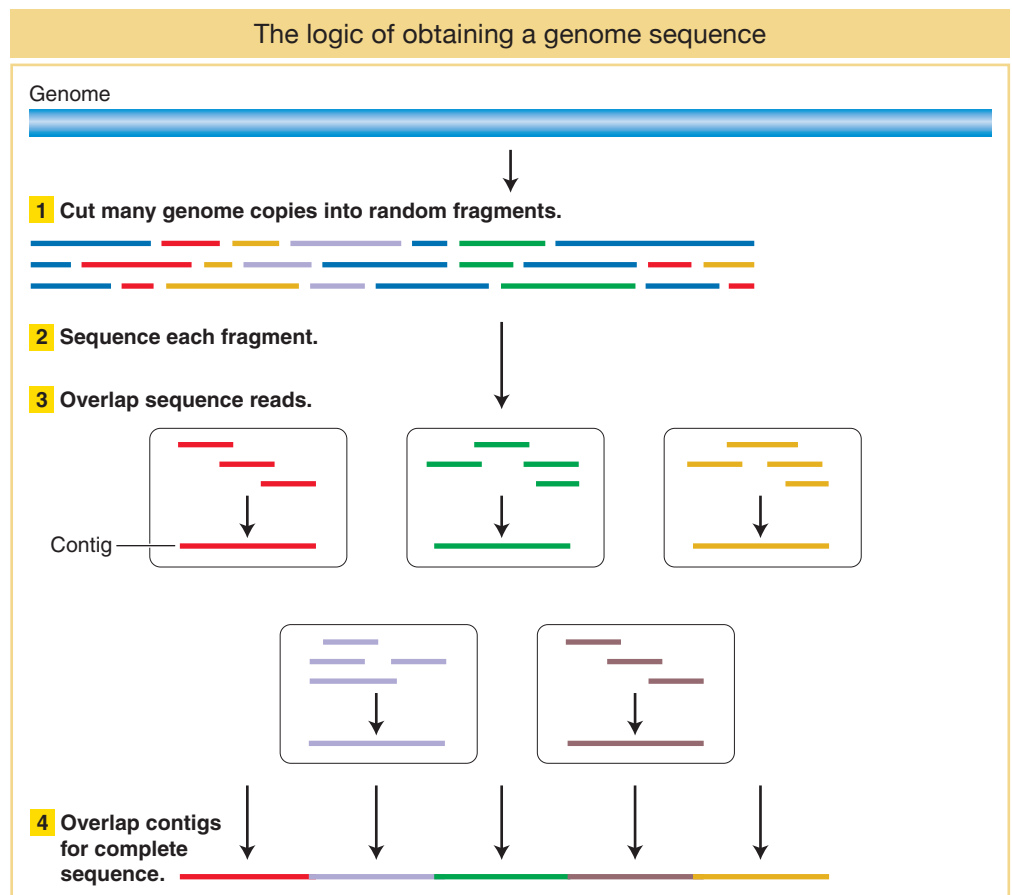 The logic of obtaining a genome sequence
Genome
1 Cut many genome copies into random fragments.
2 Sequence each fragment.
3 Overlap sequence reads.
Contig
4 Overlap contigs
for complete
sequence.